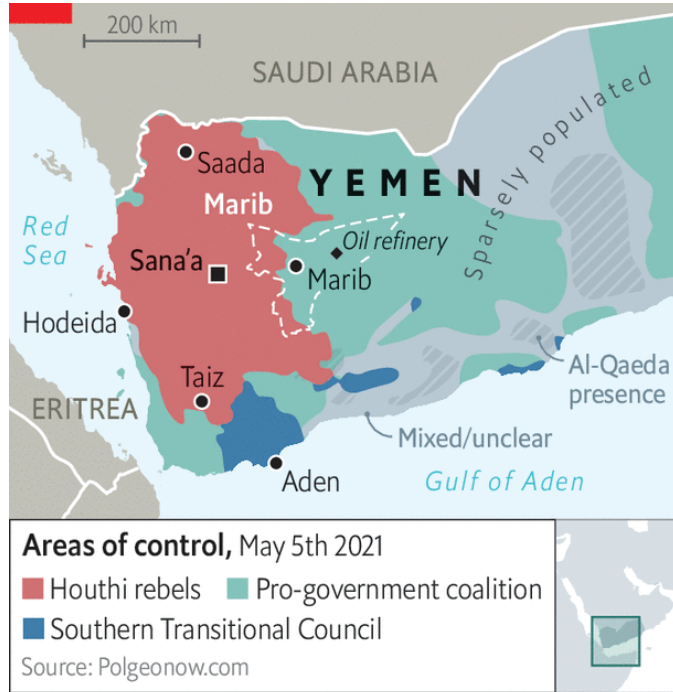 200 km
SAUDI ARABIA
Sparsely populated
Saada
YEMEN
Marib
Red
Sea
Oil refinery
Sana'a
Marib
Hodeida
Taiz
Al-Qaeda
presence
ERITREA
Mixed/unclear
Aden
Gulf of Aden
Areas of control, May 5th 2021
Houthi rebels Pro-government coalition
Southern Transitional Council
Source: Polgeonow.com